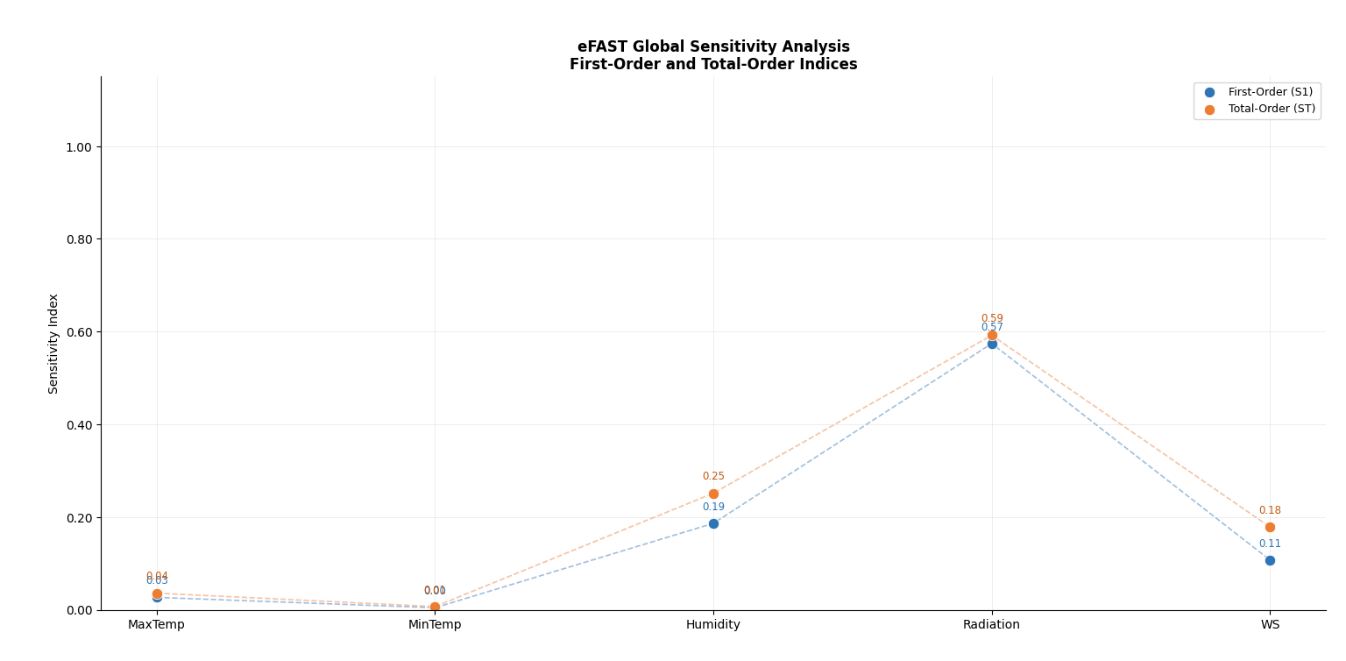 eFAST Global Sensitivity Analysis
First-Order and Total-Order Indices
First-Order (S1)
Total-Order (ST)
Sensitivity Index
1.00
0.80
0.60
0.40
0.20
0.00
0.04
0.03
0.01
0.25
0.19
0.59
0.57
0.18
0.11
MaxTemp
MinTemp
Humidity
Radiation
WS